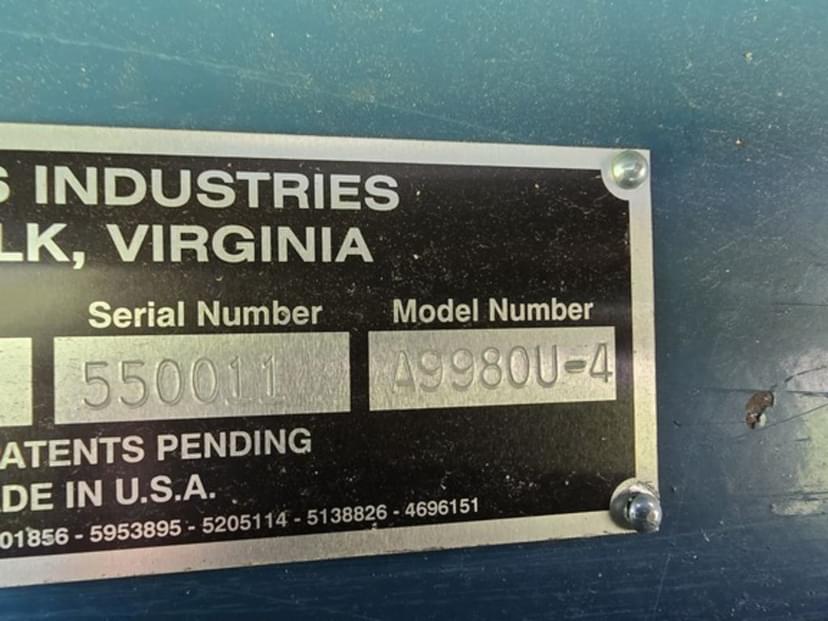 S INDUSTRIES
LK, VIRGINIA
Serial Number Model Number
550011 A9980U-4
ATENTS PENDING
DE IN U.S.A.
01856 - 5953895 - 5205114 - 5138826 - 4696151